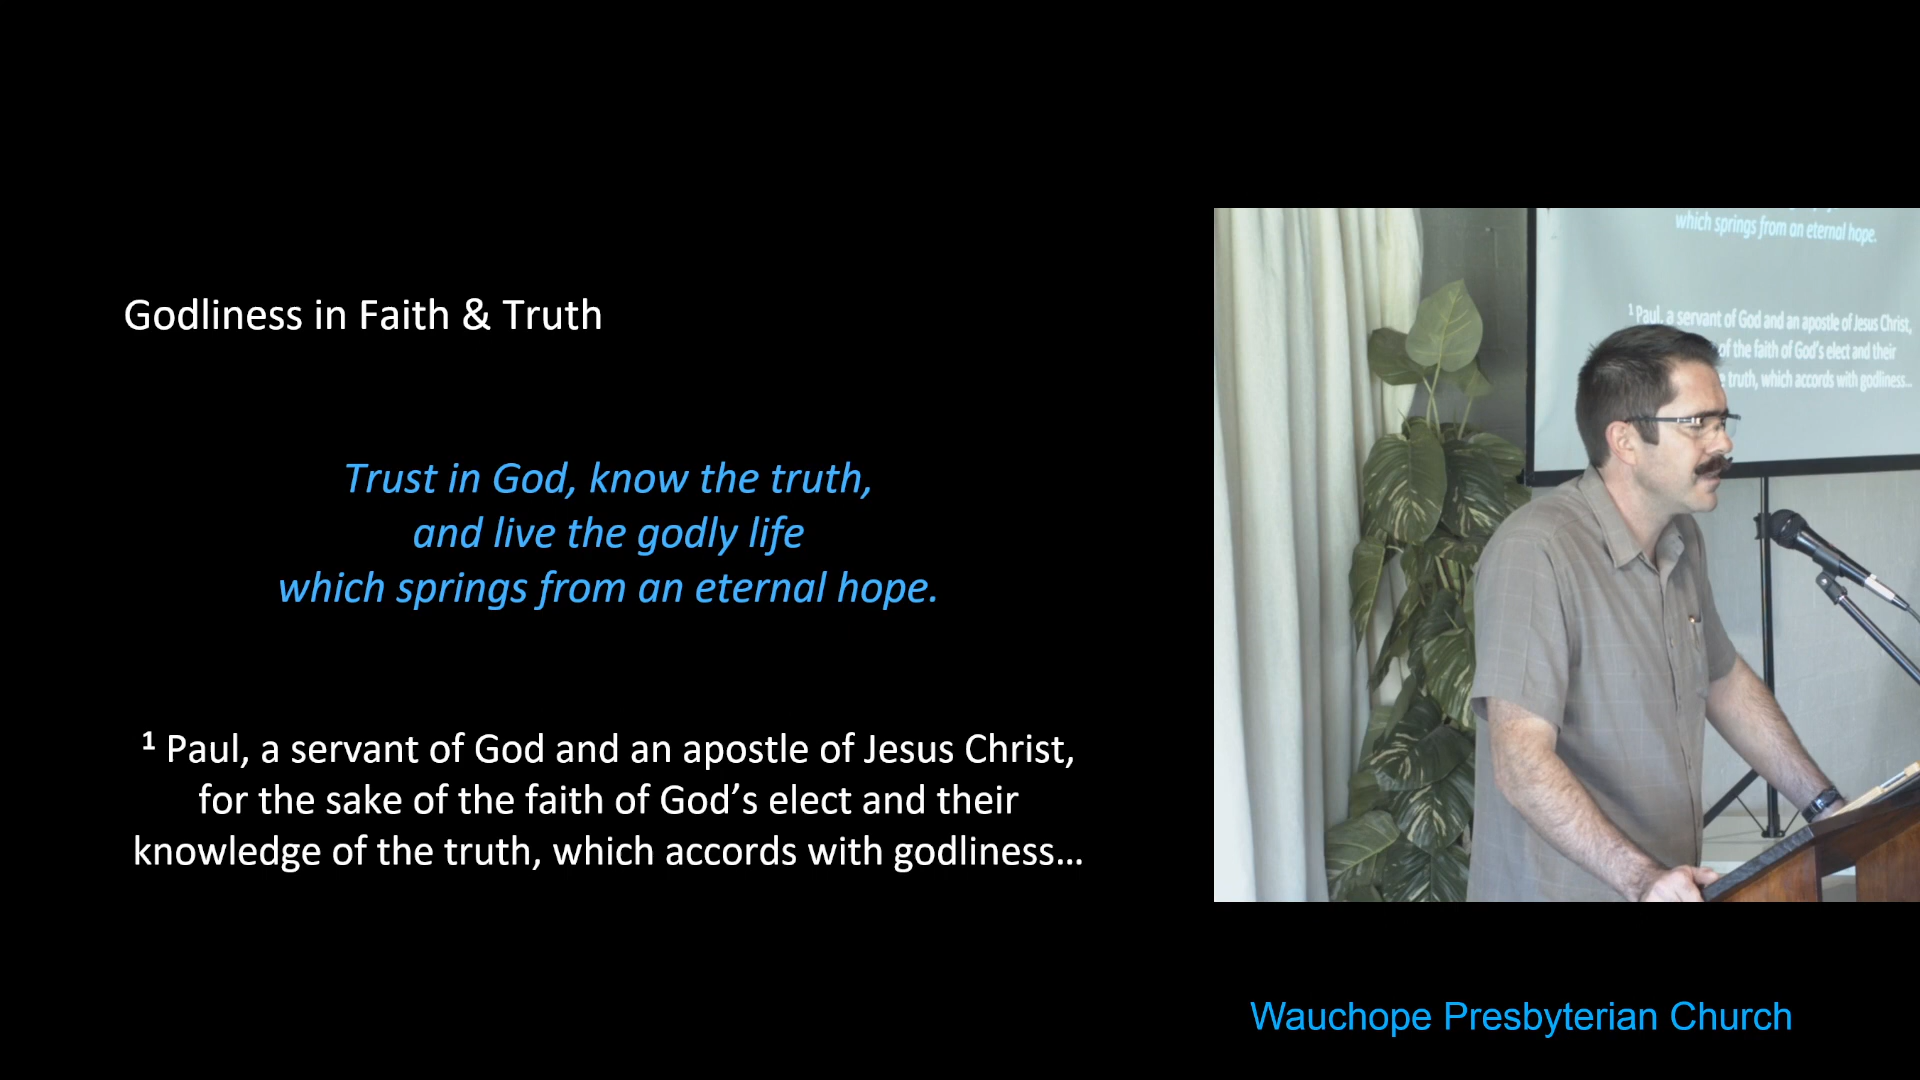 Godliness in Faith & Truth
Trust in God, know the truth,
and live the godly life
which springs from an eternal hope.
¹ Paul, a servant of God and an apostle of Jesus Christ,
for the sake of the faith of God’s elect and their
knowledge of the truth, which accords with godliness…
which springs from an eternal hope.
¹ Paul, a servant of God and an apostle of Jesus Christ,
of the faith of God’s elect and their
truth, which accords with godliness…
Wauchope Presbyterian Church